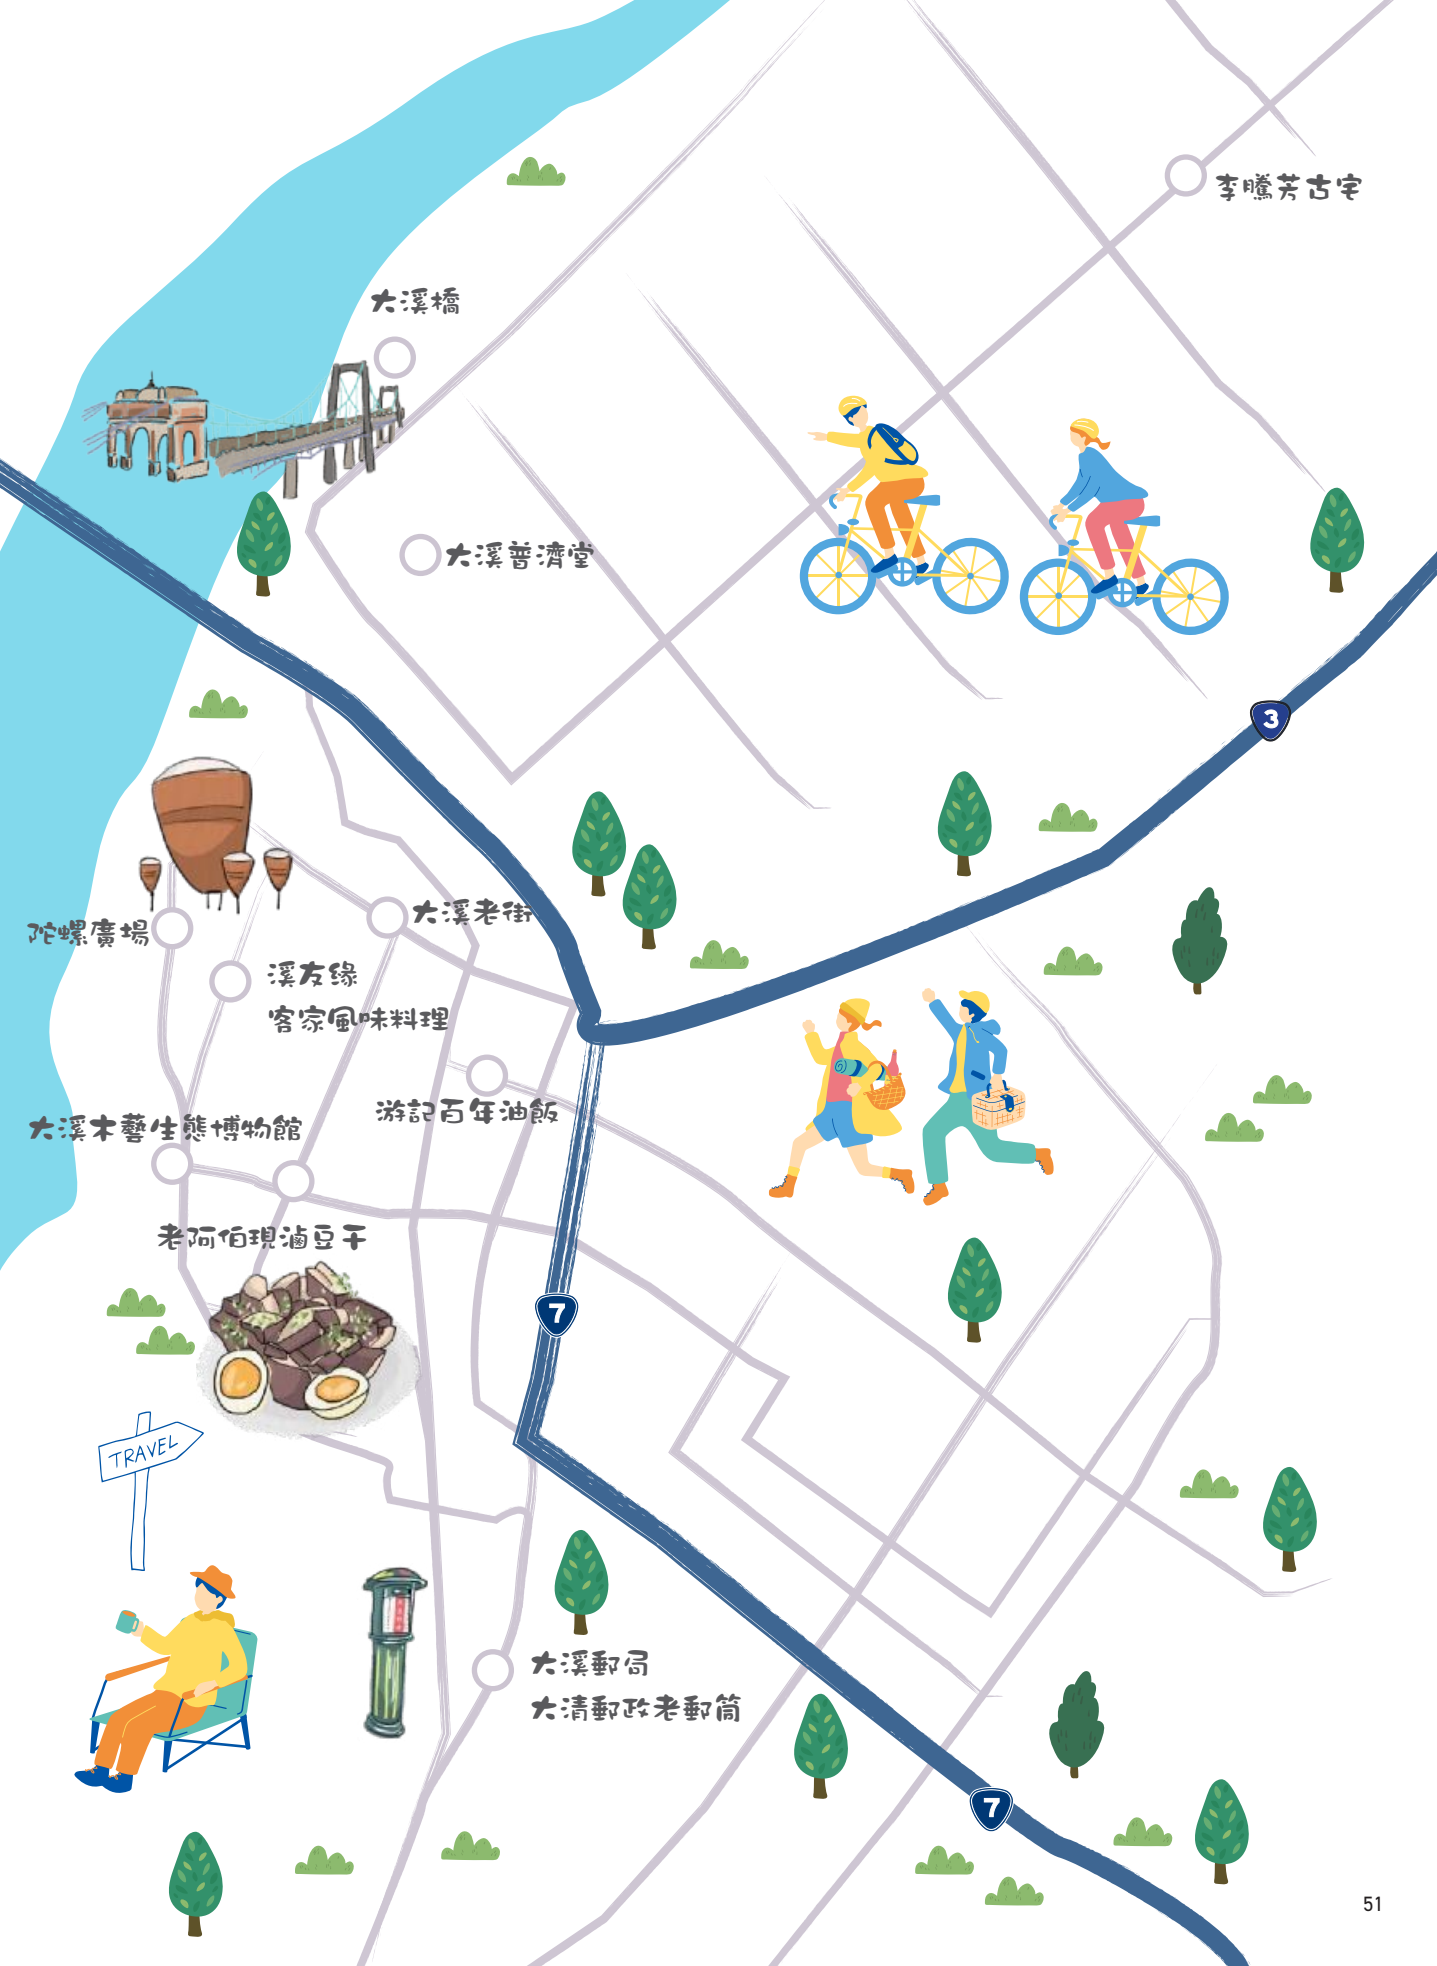 李騰芳古宅
大溪橋
大溪普濟堂
3
大溪老街
陀螺廣場
溪友緣
客家風味料理
游記百年油飯
大溪木藝生態博物館
老阿伯現滷豆干
7
TRAVEL
大溪郵局
大清郵政老郵筒
7
51